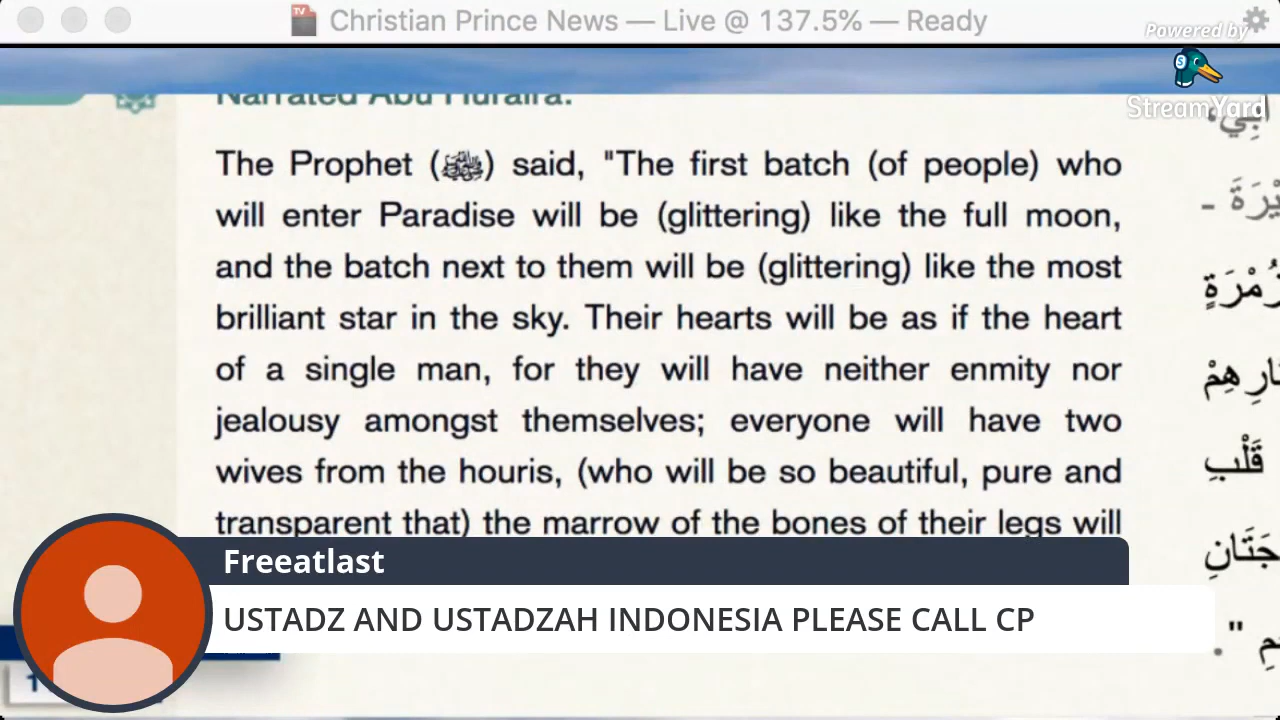 Christian Prince News — Live @ 137.5% — Ready
Powered by
StreamYard
Narrated Abu Huraira:
The Prophet (ﷺ) said, "The first batch (of people) who
will enter Paradise will be (glittering) like the full moon,
and the batch next to them will be (glittering) like the most
brilliant star in the sky. Their hearts will be as if the heart
of a single man, for they will have neither enmity nor
jealousy amongst themselves; everyone will have two
wives from the houris, (who will be so beautiful, pure and
transparent that) the marrow of the bones of their legs will
قَلْبِ
Freeatlast
USTADZ AND USTADZAH INDONESIA PLEASE CALL CP